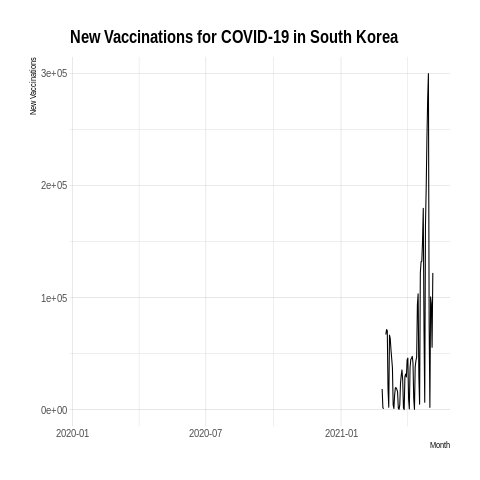 New Vaccinations for COVID-19 in South Korea
New Vaccinations
3e+05
2e+05
1e+05
0e+00
2020-01
2020-07
2021-01
Month